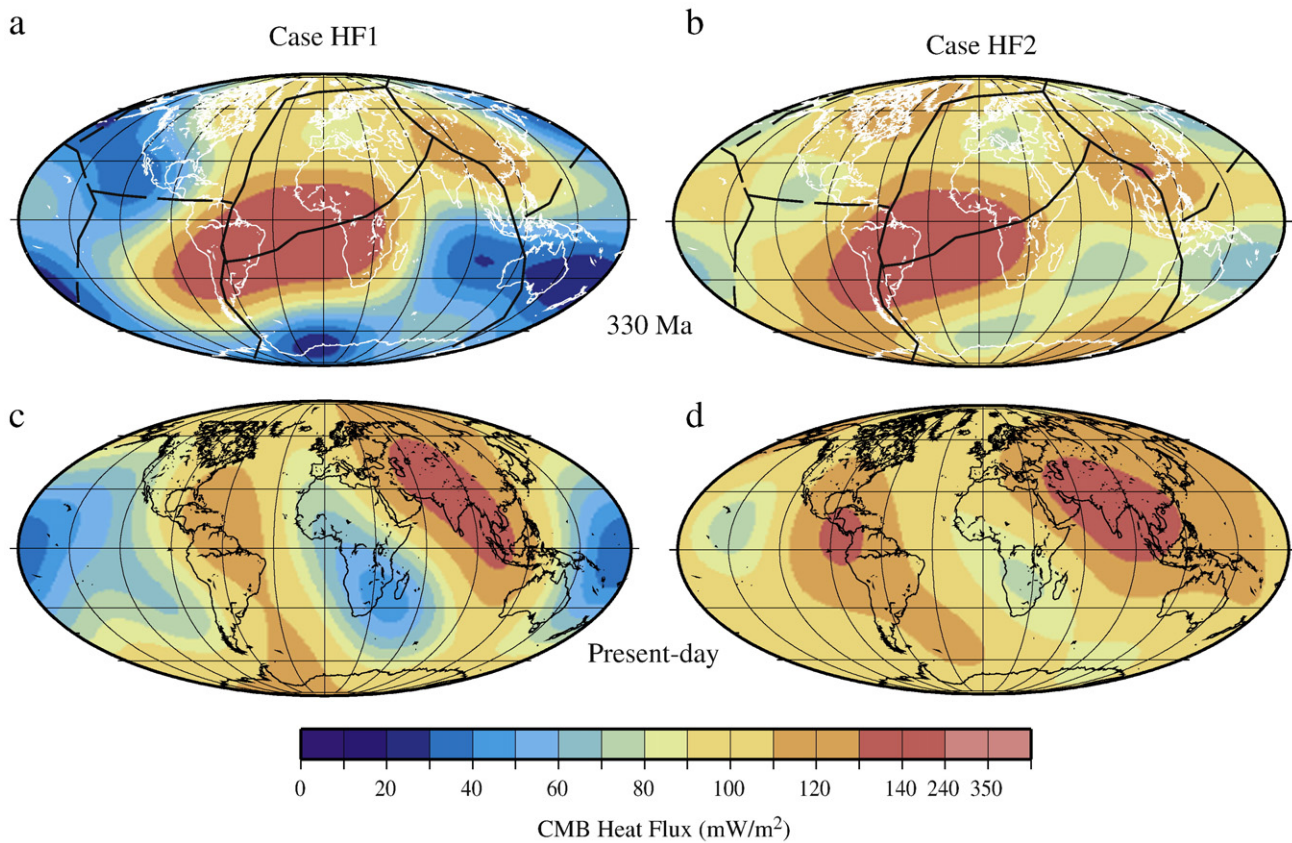 a
b
Case HF1
Case HF2
330 Ma
c
d
Present-day
0 20 40 60 80 100 120 140 240 350
CMB Heat Flux (mW/m²)